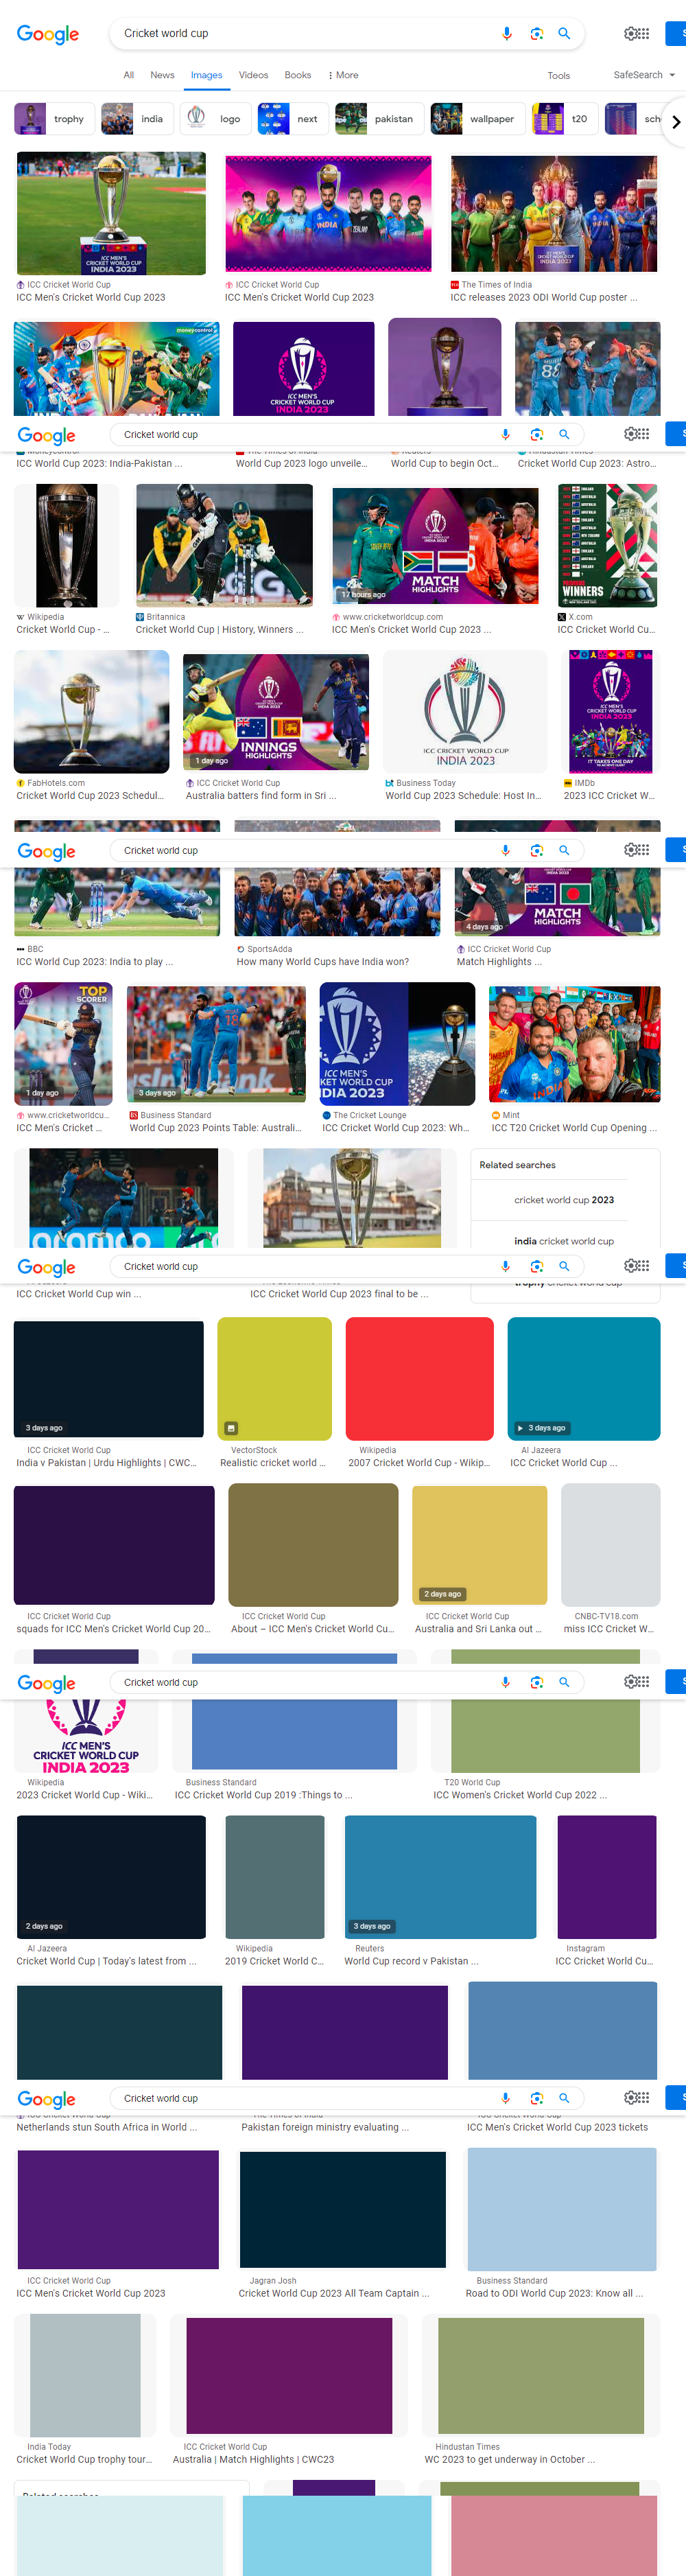 Google
Cricket world cup
S
All News Images Videos Books More
Tools SafeSearch
trophy india logo next pakistan wallpaper t20 sch
ICC MEN'S
CRICKET WORLD CUP
INDIA 2023
INDIA
ZEALAND
ICC Cricket World Cup ICC Cricket World Cup The Times of India
ICC Men's Cricket World Cup 2023 ICC Men's Cricket World Cup 2023 ICC releases 2023 ODI World Cup poster ...
moneycontrol
88
ICC MEN'S
CRICKET WORLD CUP
INDIA 2023
Google
Cricket world cup
S
ICC World Cup 2023: India-Pakistan ... World Cup 2023 logo unveile... World Cup to begin Oct... Cricket World Cup 2023: Astro...
MATCH
HIGHLIGHTS
17 hours ago
WINNERS
Wikipedia Britannica www.cricketworldcup.com X.com
Cricket World Cup - ... Cricket World Cup | History, Winners ... ICC Men's Cricket World Cup 2023 ... ICC Cricket World Cu...
INNINGS
HIGHLIGHTS
1 day ago
ICC CRICKET WORLD CUP
INDIA 2023
ICC MEN'S
CRICKET WORLD CUP
INDIA 2023
IT TAKES ONE DAY
FabHotels.com ICC Cricket World Cup Business Today IMDb
Cricket World Cup 2023 Schedul... Australia batters find form in Sri ... World Cup 2023 Schedule: Host In... 2023 ICC Cricket W...
Google
Cricket world cup
S
MATCH
HIGHLIGHTS
4 days ago
BBC SportsAdda ICC Cricket World Cup
ICC World Cup 2023: India to play ... How many World Cups have India won? Match Highlights ...
TOP
SCORER
1 day ago
18
3 days ago
ICC MEN'S
KET WORLD CUP
DIA 2023
INDIA
www.cricketworldcu... Business Standard The Cricket Lounge Mint
ICC Men's Cricket ... World Cup 2023 Points Table: Australi... ICC Cricket World Cup 2023: Wh... ICC T20 Cricket World Cup Opening ...
aramco
Related searches
cricket world cup 2023
india cricket world cup
Google
Cricket world cup
S
trophy cricket world cup
ICC Cricket World Cup win ... ICC Cricket World Cup 2023 final to be ...
3 days ago 3 days ago
ICC Cricket World Cup VectorStock Wikipedia Al Jazeera
India v Pakistan | Urdu Highlights | CWC... Realistic cricket world ... 2007 Cricket World Cup - Wikip... ICC Cricket World Cup ...
2 days ago
ICC Cricket World Cup ICC Cricket World Cup ICC Cricket World Cup CNBC-TV18.com
squads for ICC Men's Cricket World Cup 20... About – ICC Men's Cricket World Cu... Australia and Sri Lanka out ... miss ICC Cricket W...
Google
Cricket world cup
S
ICC MEN'S
CRICKET WORLD CUP
INDIA 2023
Wikipedia Business Standard T20 World Cup
2023 Cricket World Cup - Wiki... ICC Cricket World Cup 2019 :Things to ... ICC Women's Cricket World Cup 2022 ...
2 days ago 3 days ago
Al Jazeera Wikipedia Reuters Instagram
Cricket World Cup | Today's latest from ... 2019 Cricket World C... World Cup record v Pakistan ... ICC Cricket World Cu...
Google
Cricket world cup
S
Netherlands stun South Africa in World ... Pakistan foreign ministry evaluating ... ICC Men's Cricket World Cup 2023 tickets
ICC Cricket World Cup Jagran Josh Business Standard
ICC Men's Cricket World Cup 2023 Cricket World Cup 2023 All Team Captain ... Road to ODI World Cup 2023: Know all ...
India Today ICC Cricket World Cup Hindustan Times
Cricket World Cup trophy tour... Australia | Match Highlights | CWC23 WC 2023 to get underway in October ...
Related searches